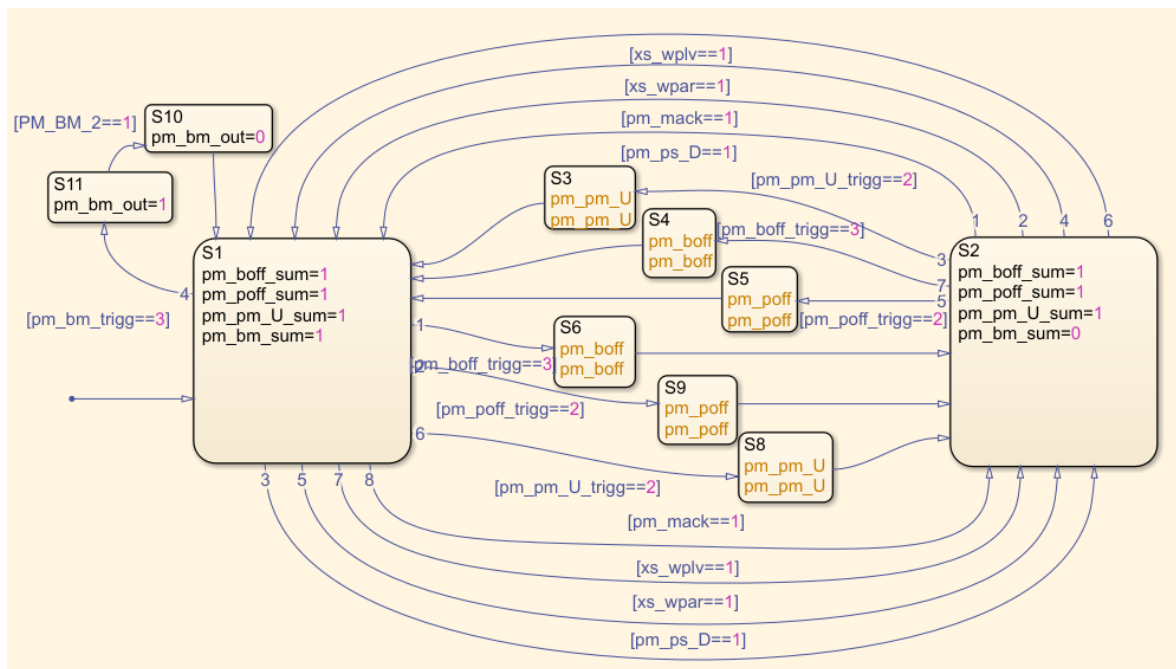 [xs_wplv==1]
[xs_wpar==1]
[pm_mack==1]
[pm_ps_D==1]
[PM_BM_2==1]
S10
pm_bm_out=0
S11
pm_bm_out=1
S3
pm_pm_U
pm_pm_U
[pm_pm_U_trigg==2]
S4
pm_boff
pm_boff
[pm_boff_trigg==3]
S5
pm_poff
pm_poff
[pm_poff_trigg==2]
1
2
4
6
3
7
5
S1
pm_boff_sum=1
pm_poff_sum=1
pm_pm_U_sum=1
pm_bm_sum=1
4
[pm_bm_trigg==3]
S2
pm_boff_sum=1
pm_poff_sum=1
pm_pm_U_sum=1
pm_bm_sum=0
1
S6
pm_boff
pm_boff
[pm_boff_trigg==3]
2
S9
pm_poff
pm_poff
[pm_poff_trigg==2]
6
S8
pm_pm_U
pm_pm_U
[pm_pm_U_trigg==2]
3
5
7
8
[pm_mack==1]
[xs_wplv==1]
[xs_wpar==1]
[pm_ps_D==1]